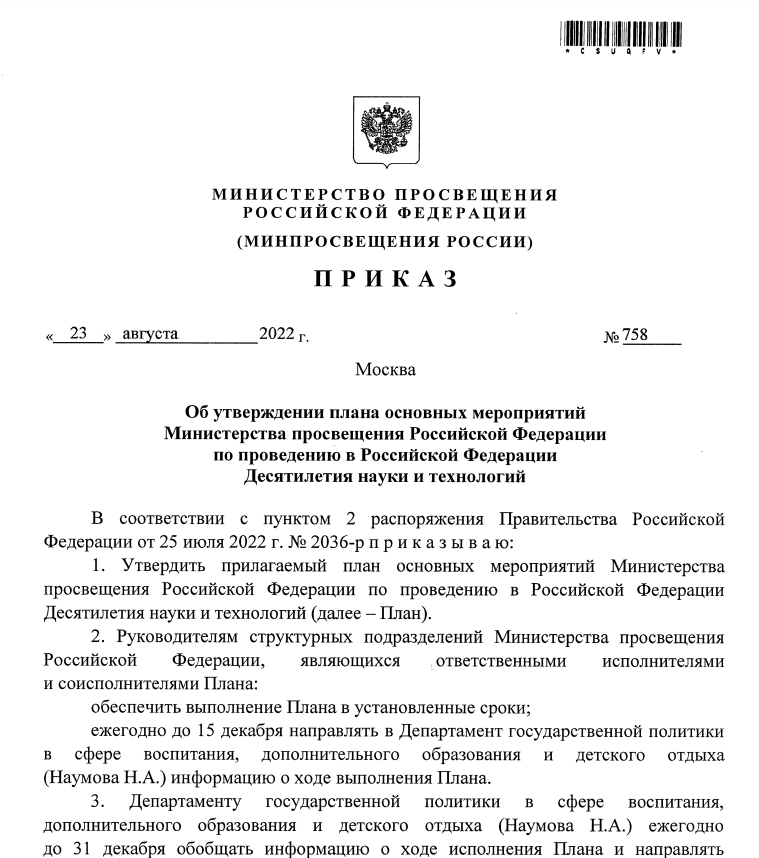 *CSUQFV*
МИНИСТЕРСТВО ПРОСВЕЩЕНИЯ
РОССИЙСКОЙ ФЕДЕРАЦИИ
(МИНПРОСВЕЩЕНИЯ РОССИИ)
ПРИКАЗ
« 23 » августа 2022 г. № 758
Москва
Об утверждении плана основных мероприятий
Министерства просвещения Российской Федерации
по проведению в Российской Федерации
Десятилетия науки и технологий
В соответствии с пунктом 2 распоряжения Правительства Российской
Федерации от 25 июля 2022 г. № 2036-р п р и к а з ы в а ю:
1. Утвердить прилагаемый план основных мероприятий Министерства
просвещения Российской Федерации по проведению в Российской Федерации
Десятилетия науки и технологий (далее – План).
2. Руководителям структурных подразделений Министерства просвещения
Российской Федерации, являющихся ответственными исполнителями
и соисполнителями Плана:
обеспечить выполнение Плана в установленные сроки;
ежегодно до 15 декабря направлять в Департамент государственной политики
в сфере воспитания, дополнительного образования и детского отдыха
(Наумова Н.А.) информацию о ходе выполнения Плана.
3. Департаменту государственной политики в сфере воспитания,
дополнительного образования и детского отдыха (Наумова Н.А.) ежегодно
до 31 декабря обобщать информацию о ходе исполнения Плана и направлять